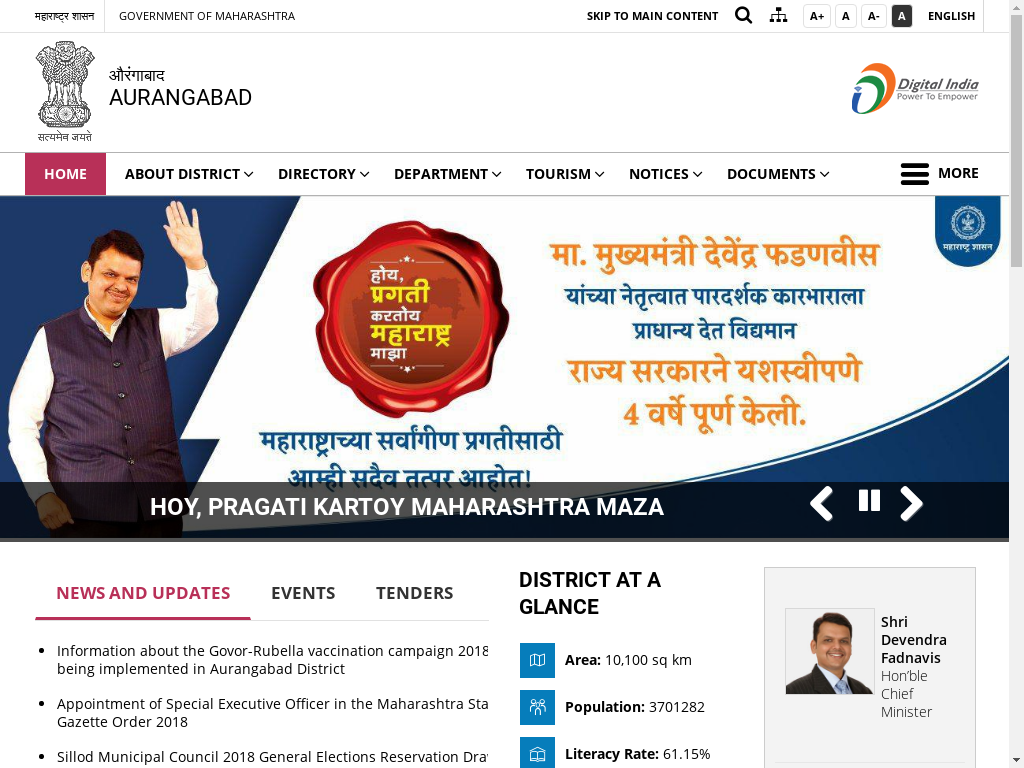 महाराष्ट्र शासन
GOVERNMENT OF MAHARASHTRA
SKIP TO MAIN CONTENT
A+
A
A-
A
ENGLISH
औरंगाबाद
AURANGABAD
सत्यमेव जयते
Digital India
Power To Empower
HOME
ABOUT DISTRICT
DIRECTORY
DEPARTMENT
TOURISM
NOTICES
DOCUMENTS
MORE
महाराष्ट्र शासन
होय,
प्रगती
करतोय
महाराष्ट्र
माझा
मा. मुख्यमंत्री देवेंद्र फडणवीस
यांच्या नेतृत्वात पारदर्शक कारभाराला
प्राधान्य देत विद्यमान
राज्य सरकारने यशस्वीपणे
4 वर्षे पूर्ण केली.
महाराष्ट्राच्या सर्वांगीण प्रगतीसाठी
आम्ही सदैव तत्पर आहोत!
HOY, PRAGATI KARTOY MAHARASHTRA MAZA
NEWS AND UPDATES
EVENTS
TENDERS
Information about the Govor-Rubella vaccination campaign 2018
being implemented in Aurangabad District
Appointment of Special Executive Officer in the Maharashtra Sta
Gazette Order 2018
Sillod Municipal Council 2018 General Elections Reservation Dra
DISTRICT AT A
GLANCE
Area: 10,100 sq km
Population: 3701282
Literacy Rate: 61.15%
Shri
Devendra
Fadnavis
Hon’ble
Chief
Minister